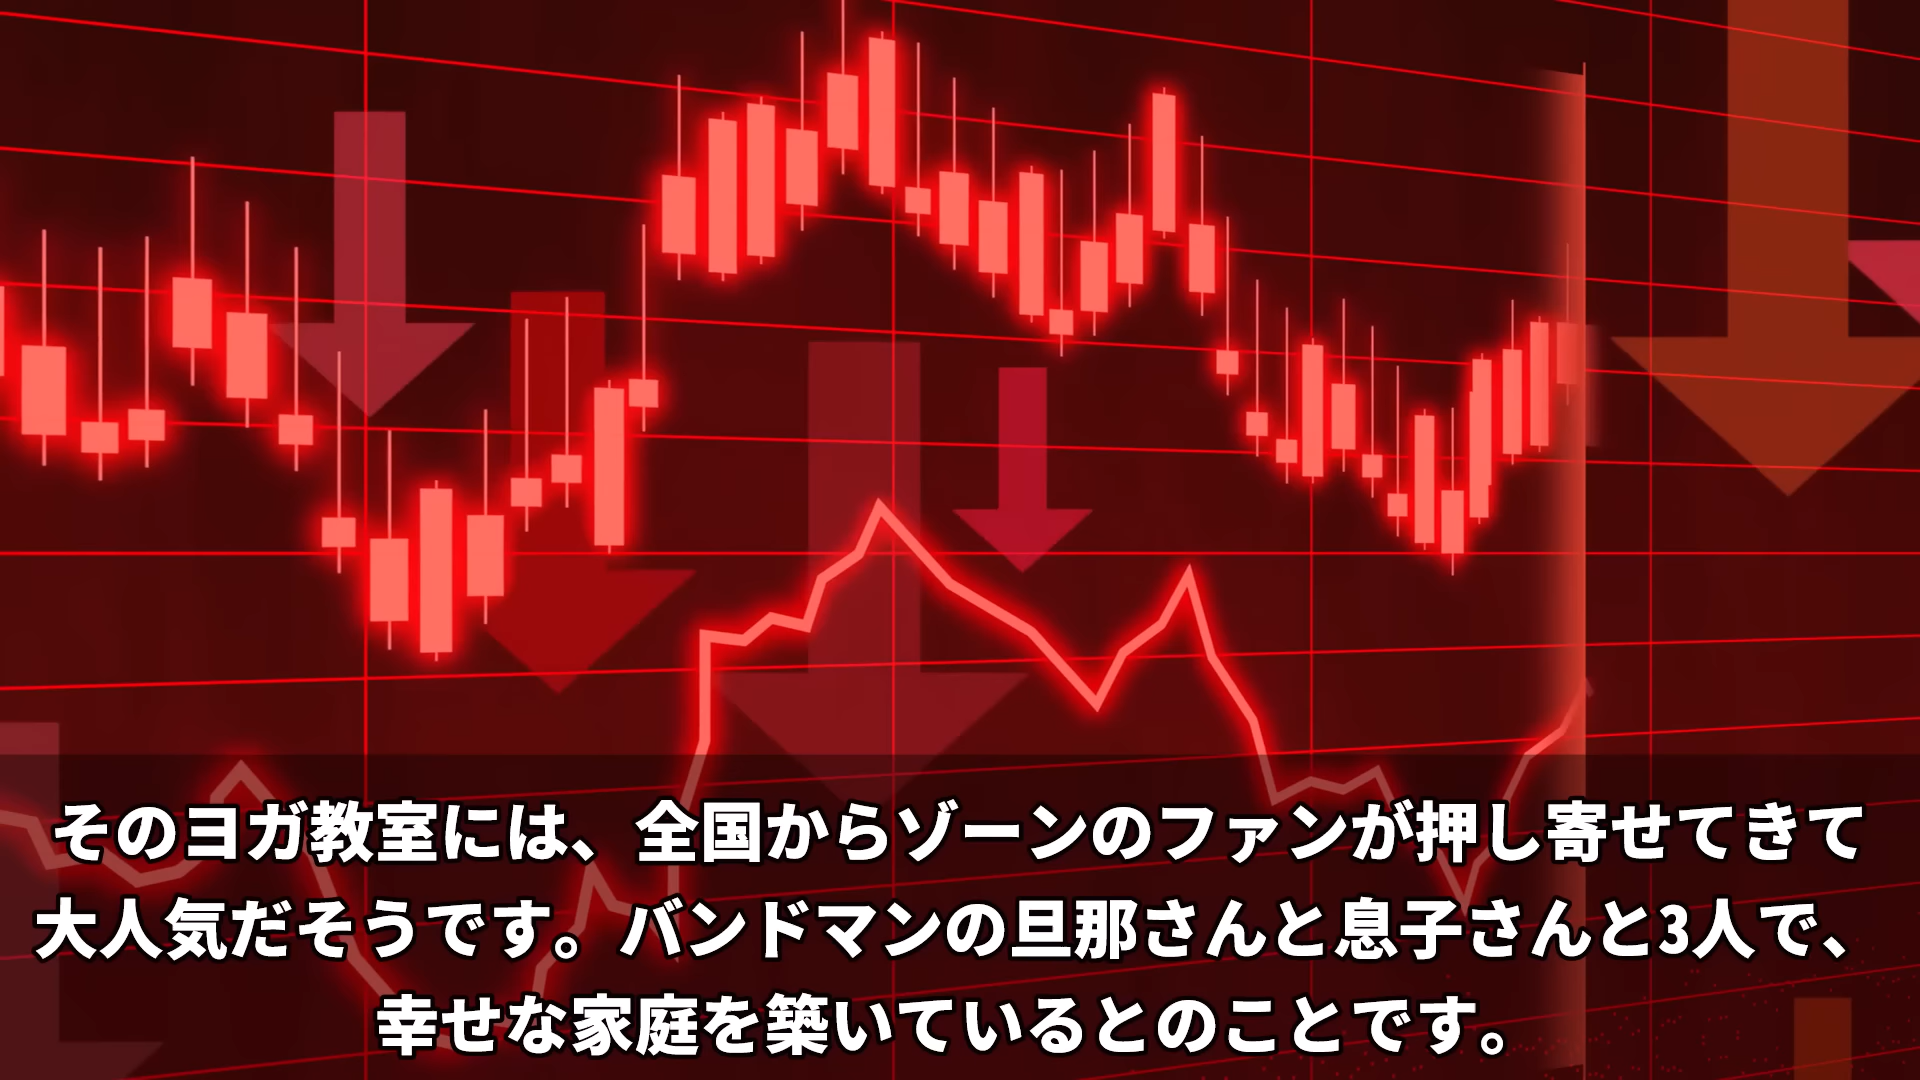 そのヨガ教室には、全国からゾーンのファンが押し寄せてきて
大人気だそうです。バンドマンの旦那さんと息子さんと3人で、
幸せな家庭を築いているとのことです。